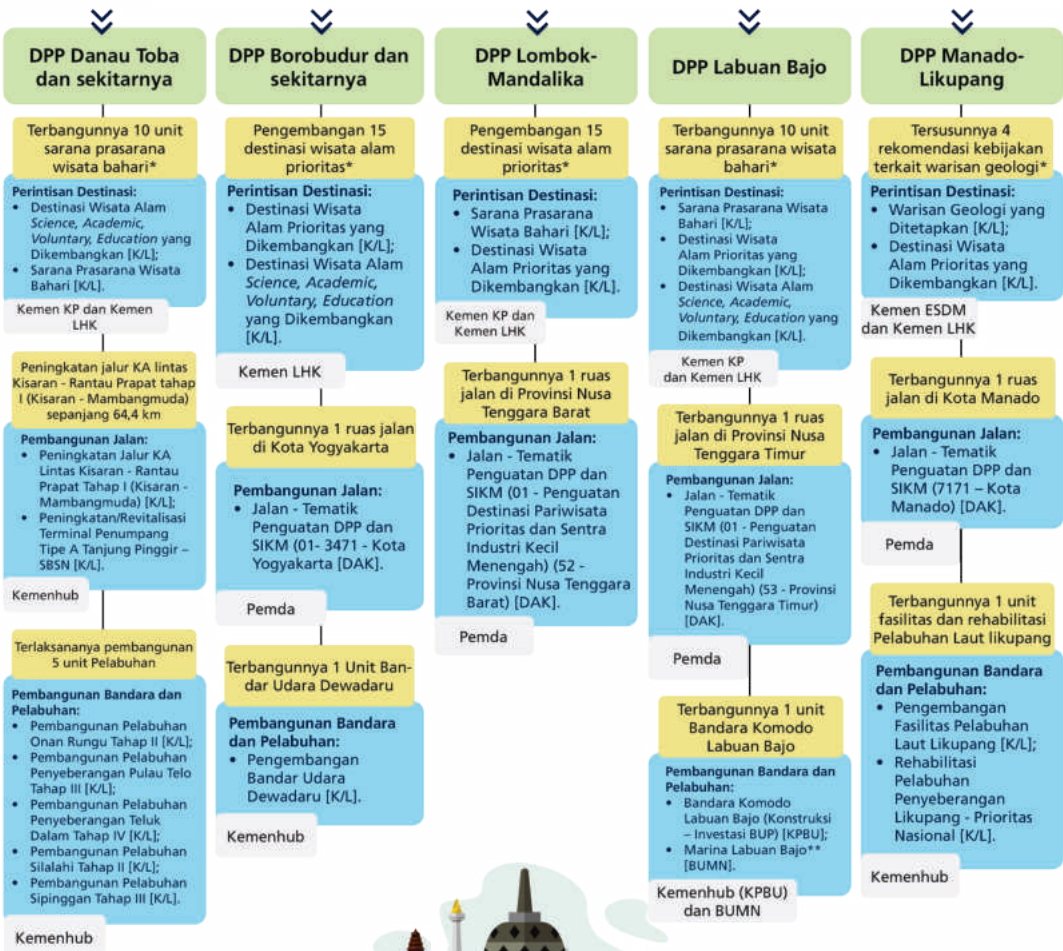 DPP Danau Toba
dan sekitarnya
Terbangunnya 10 unit
sarana prasarana
wisata bahari*
Perintisan Destinasi:
• Destinasi Wisata Alam
Science, Academic,
Voluntary, Education yang
Dikembangkan [K/L];
• Sarana Prasarana Wisata
Bahari [K/L].
Kemen KP dan Kemen
LHK
Peningkatan jalur KA lintas
Kisaran - Rantau Prapat tahap
I (Kisaran - Mambangmuda)
sepanjang 64,4 km
Pembangunan Jalan:
• Peningkatan Jalur KA
Lintas Kisaran - Rantau
Prapat Tahap I (Kisaran -
Mambangmuda) [K/L];
• Peningkatan/Revitalisasi
Terminal Penumpang
Tipe A Tanjung Pinggir –
SBSN [K/L].
Kemenhub
Terlaksananya pembangunan
5 unit Pelabuhan
Pembangunan Bandara dan
Pelabuhan:
• Pembangunan Pelabuhan
Onan Rungu Tahap II [K/L];
• Pembangunan Pelabuhan
Penyeberangan Pulau Telo
Tahap III [K/L];
• Pembangunan Pelabuhan
Penyeberangan Teluk
Dalam Tahap IV [K/L];
• Pembangunan Pelabuhan
Silalahi Tahap II [K/L];
• Pembangunan Pelabuhan
Sipinggan Tahap III [K/L].
Kemenhub
DPP Borobudur dan
sekitarnya
Pengembangan 15
destinasi wisata alam
prioritas*
Perintisan Destinasi:
• Destinasi Wisata
Alam Prioritas yang
Dikembangkan [K/L];
• Destinasi Wisata Alam
Science, Academic,
Voluntary, Education
yang Dikembangkan
[K/L].
Kemen LHK
Terbangunnya 1 ruas jalan
di Kota Yogyakarta
Pembangunan Jalan:
• Jalan - Tematik
Penguatan DPP dan
SIKM (01- 3471 - Kota
Yogyakarta [DAK].
Pemda
Terbangunnya 1 Unit Ban-
dar Udara Dewadaru
Pembangunan Bandara
dan Pelabuhan:
• Pengembangan
Bandar Udara
Dewadaru [K/L].
Kemenhub
DPP Lombok-
Mandalika
Pengembangan 15
destinasi wisata alam
prioritas*
Perintisan Destinasi:
• Sarana Prasarana
Wisata Bahari [K/L];
• Destinasi Wisata
Alam Prioritas yang
Dikembangkan [K/L].
Kemen KP dan
Kemen LHK
Terbangunnya 1 ruas
jalan di Provinsi Nusa
Tenggara Barat
Pembangunan Jalan:
• Jalan - Tematik
Penguatan DPP dan
SIKM (01 - Penguatan
Destinasi Pariwisata
Prioritas dan Sentra
Industri Kecil
Menengah) (52 -
Provinsi Nusa Tenggara
Barat) [DAK].
Pemda
DPP Labuan Bajo
Terbangunnya 10 unit
sarana prasarana wisata
bahari*
Perintisan Destinasi:
• Sarana Prasarana Wisata
Bahari [K/L];
• Destinasi Wisata
Alam Prioritas yang
Dikembangkan [K/L];
• Destinasi Wisata Alam
Science, Academic,
Voluntary, Education yang
Dikembangkan [K/L].
Kemen KP
dan Kemen LHK
Terbangunnya 1 ruas
jalan di Provinsi Nusa
Tenggara Timur
Pembangunan Jalan:
• Jalan - Tematik
Penguatan DPP dan
SIKM (01 - Penguatan
Destinasi Pariwisata
Prioritas dan Sentra
Industri Kecil
Menengah) (53 - Provinsi
Nusa Tenggara Timur)
[DAK].
Pemda
Terbangunnya 1 unit
Bandara Komodo
Labuan Bajo
Pembangunan Bandara dan
Pelabuhan:
• Bandara Komodo
Labuan Bajo (Konstruksi
– Investasi BUP) [KPBU];
• Marina Labuan Bajo**
[BUMN].
Kemenhub (KPBU)
dan BUMN
DPP Manado-
Likupang
Tersusunnya 4
rekomendasi kebijakan
terkait warisan geologi*
Perintisan Destinasi:
• Warisan Geologi yang
Ditetapkan [K/L];
• Destinasi Wisata
Alam Prioritas yang
Dikembangkan [K/L].
Kemen ESDM
dan Kemen LHK
Terbangunnya 1 ruas
jalan di Kota Manado
Pembangunan Jalan:
• Jalan - Tematik
Penguatan DPP dan
SIKM (7171 – Kota
Manado) [DAK].
Pemda
Terbangunnya 1 unit
fasilitas dan rehabilitasi
Pelabuhan Laut likupang
Pembangunan Bandara
dan Pelabuhan:
• Pengembangan
Fasilitas Pelabuhan
Laut Likupang [K/L];
• Rehabilitasi
Pelabuhan
Penyeberangan
Likupang - Prioritas
Nasional [K/L].
Kemenhub